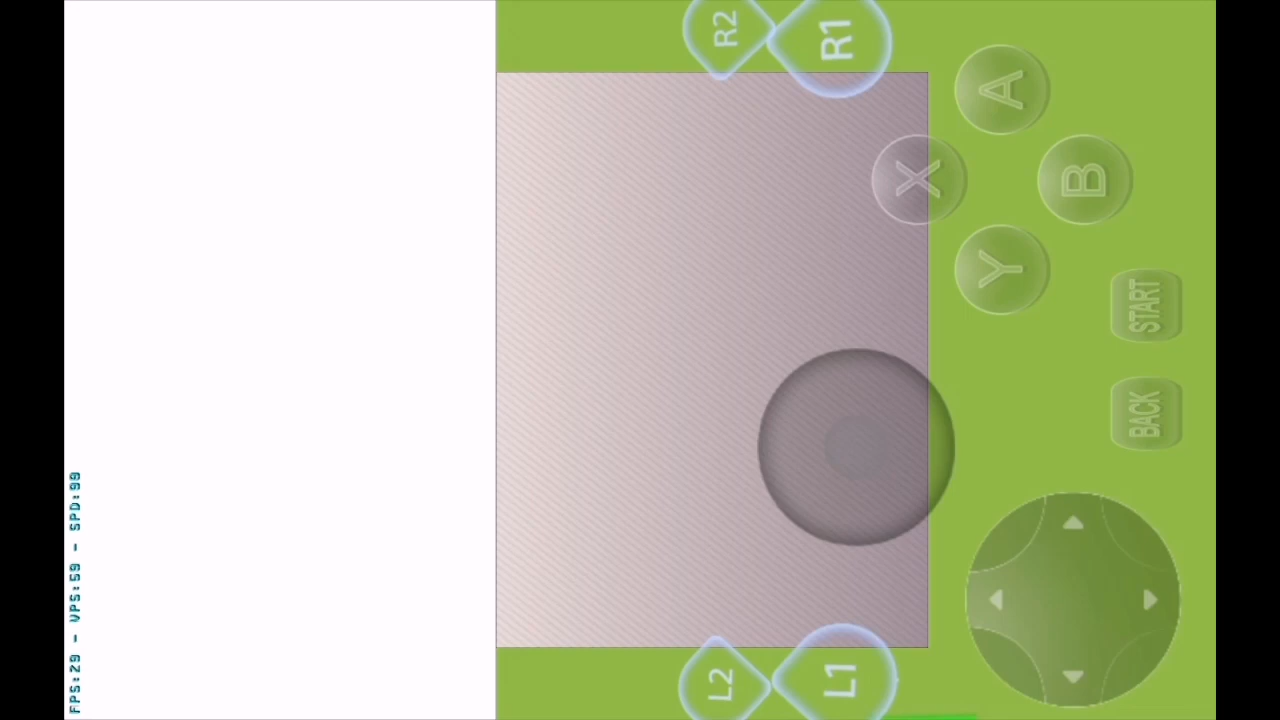 FPS:29 - VPS:59 - SPD:99
L2
R2
L1
R1
X
Y
A
B
BACK
START